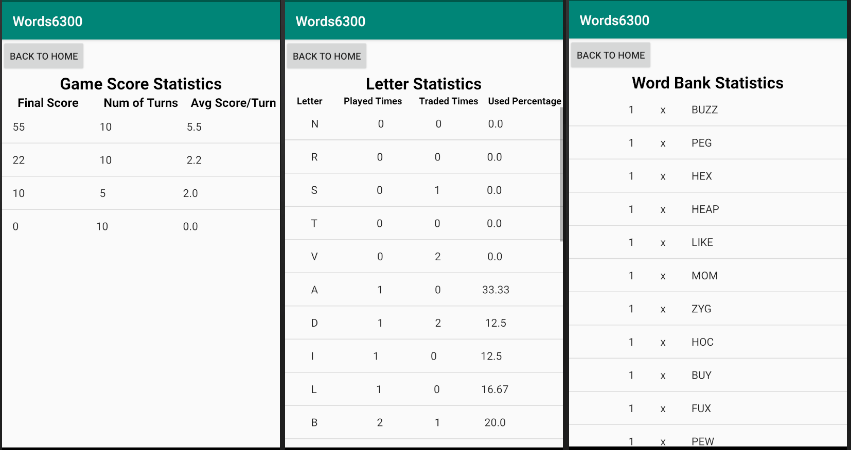 Words6300
BACK TO HOME
Game Score Statistics
Final Score Num of Turns Avg Score/Turn
55 10 5.5
22 10 2.2
10 5 2.0
0 10 0.0
Words6300
BACK TO HOME
Letter Statistics
Letter Played Times Traded Times Used Percentage
N 0 0 0.0
R 0 0 0.0
S 0 1 0.0
T 0 0 0.0
V 0 2 0.0
A 1 0 33.33
D 1 2 12.5
I 1 0 12.5
L 1 0 16.67
B 2 1 20.0
Words6300
BACK TO HOME
Word Bank Statistics
1 x BUZZ
1 x PEG
1 x HEX
1 x HEAP
1 x LIKE
1 x MOM
1 x ZYG
1 x HOC
1 x BUY
1 x FUX
1 x PEW